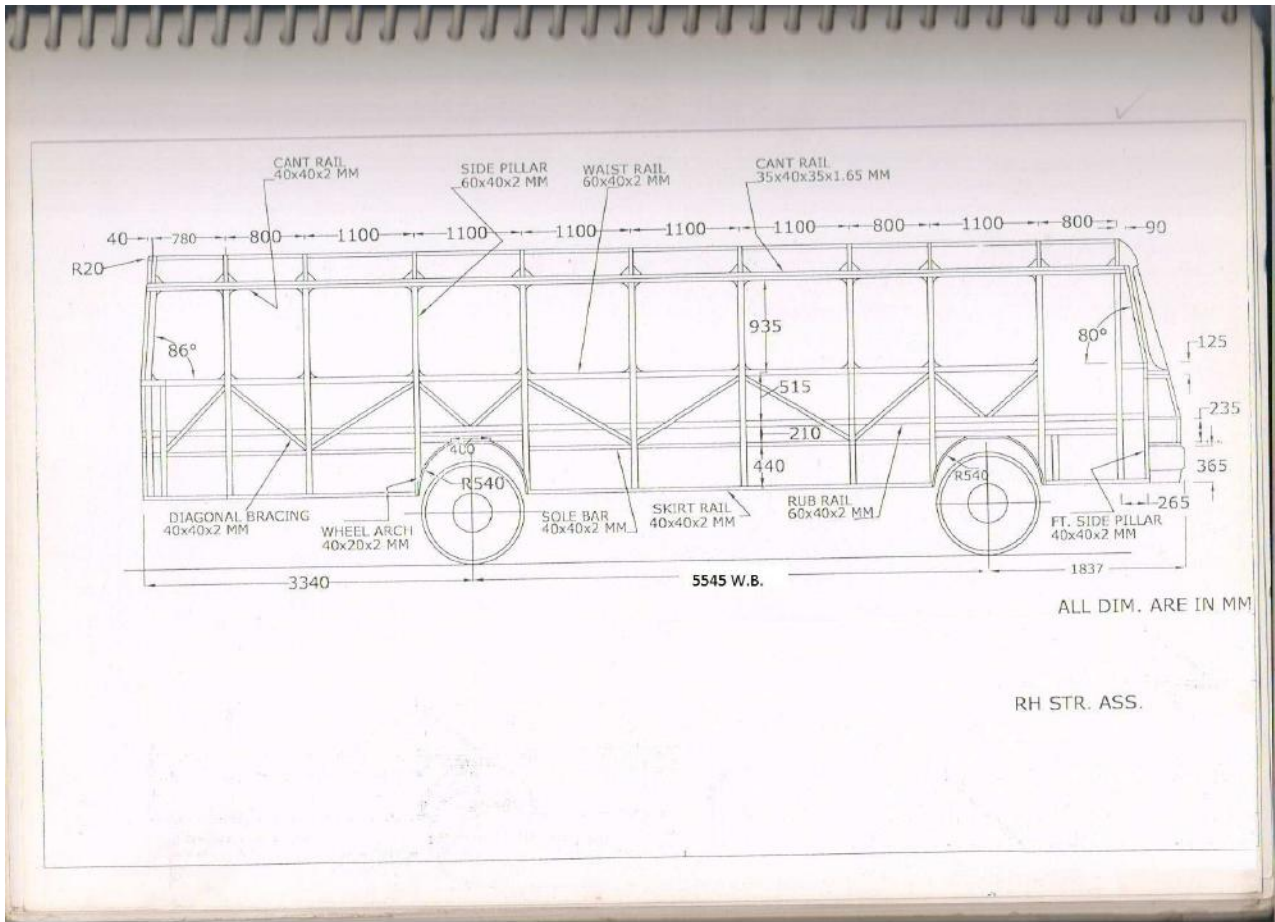 CANT RAIL
40x40x2 MM
SIDE PILLAR
60x40x2 MM
WAIST RAIL
60x40x2 MM
CANT RAIL
35x40x35x1.65 MM
40 780 800 1100 1100 1100 1100 1100 800 1100 800 90
R20
935
86°
80°
125
515
235
210
400
440
365
R540
R540
265
DIAGONAL BRACING
40x40x2 MM
WHEEL ARCH
40x20x2 MM
SOLE BAR
40x40x2 MM
SKIRT RAIL
40x40x2 MM
RUB RAIL
60x40x2 MM
FT. SIDE PILLAR
40x40x2 MM
3340
5545 W.B.
1837
ALL DIM. ARE IN MM
RH STR. ASS.